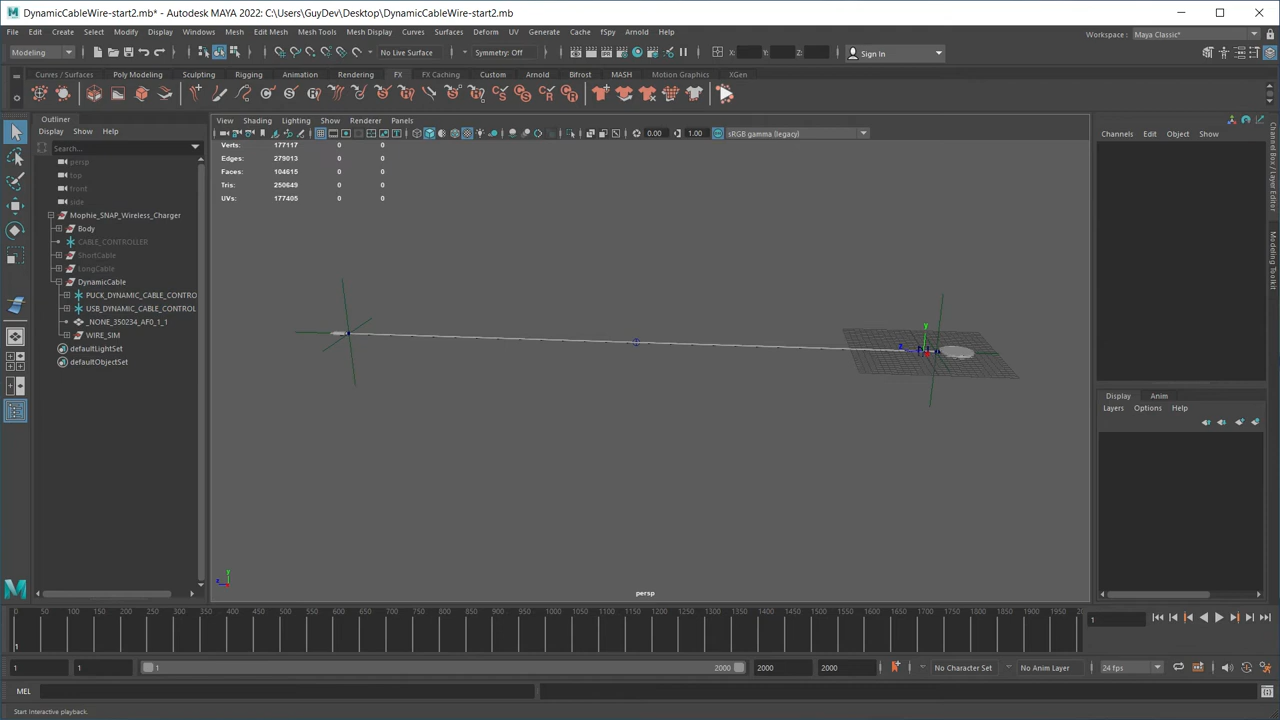 DynamicCableWire-start2.mb* - Autodesk MAYA 2022: C:\Users\GuyDev\Desktop\DynamicCableWire-start2.mb
File Edit Create Select Modify Display Windows Mesh Edit Mesh Mesh Tools Mesh Display Curves Surfaces Deform UV Generate Cache fSpy Arnold Help
Workspace : Maya Classic*
Modeling No Live Surface Symmetry: Off X: Y: Z: Sign In
Curves / Surfaces Poly Modeling Sculpting Rigging Animation Rendering FX FX Caching Custom Arnold Bifrost MASH Motion Graphics XGen
Outliner
Display Show Help
Search...
persp
top
front
side
Mophie_SNAP_Wireless_Charger
Body
CABLE_CONTROLLER
ShortCable
LongCable
DynamicCable
PUCK_DYNAMIC_CABLE_CONTRO
USB_DYNAMIC_CABLE_CONTROL
_NONE_350234_AF0_1_1
WIRE_SIM
defaultLightSet
defaultObjectSet
View Shading Lighting Show Renderer Panels
0.00 1.00 sRGB gamma (legacy)
Verts: 177117 0 0
Edges: 279013 0 0
Faces: 104615 0 0
Tris: 250649 0 0
UVs: 177405 0 0
y
z
y
z
persp
Channels Edit Object Show
Channel Box / Layer Editor
Modeling Toolkit
Display Anim
Layers Options Help
0 50 100 150 200 250 300 350 400 450 500 550 600 650 700 750 800 850 900 950 1000 1050 1100 1150 1200 1250 1300 1350 1400 1450 1500 1550 1600 1650 1700 1750 1800 1850 1900 1950 20
1
1
1 1 1 2000 2000 2000 No Character Set No Anim Layer 24 fps
MEL
Start Interactive playback.